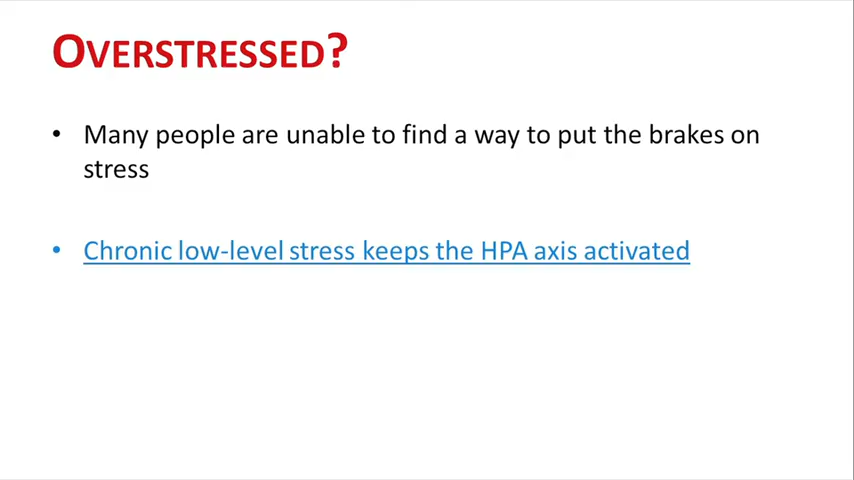 OVERSTRESSED?
• Many people are unable to find a way to put the brakes on
stress
• Chronic low-level stress keeps the HPA axis activated